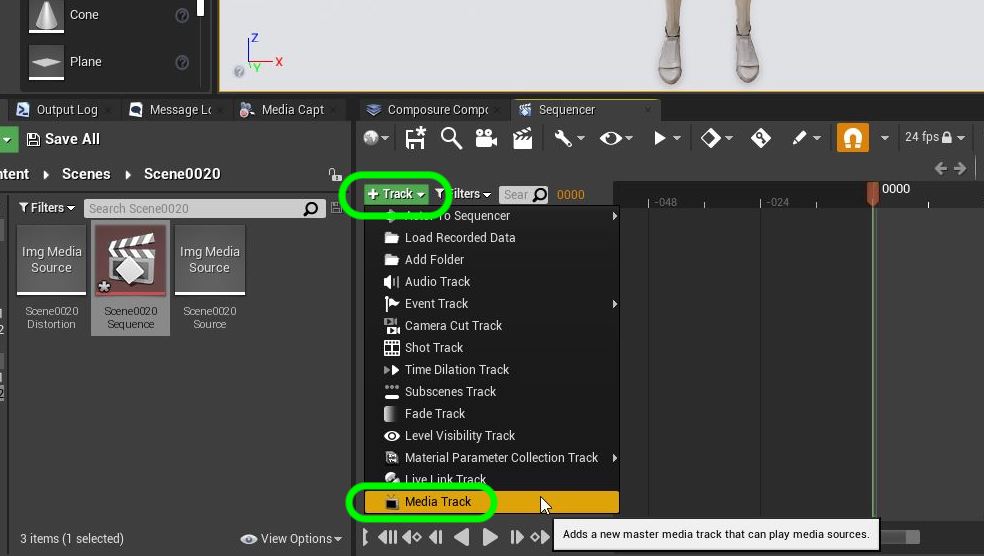 Cone
Plane
Z
X
Y
Output Log
Message Lo
Media Capt
Composure Compo
Sequencer
Save All
24 fps
ntent
Scenes
Scene0020
+ Track
Filters
Sear
0000
0000
Filters
Search Scene0020
-048
-024
Actor To Sequencer
Load Recorded Data
Add Folder
Audio Track
Event Track
Camera Cut Track
Shot Track
Time Dilation Track
Subscenes Track
Fade Track
Level Visibility Track
Material Parameter Collection Track
Live Link Track
Media Track
Img Media
Source
Img Media
Source
Scene0020
Distortion
Scene0020
Sequence
Scene0020
Source
Adds a new master media track that can play media sources.
3 items (1 selected)
View Options